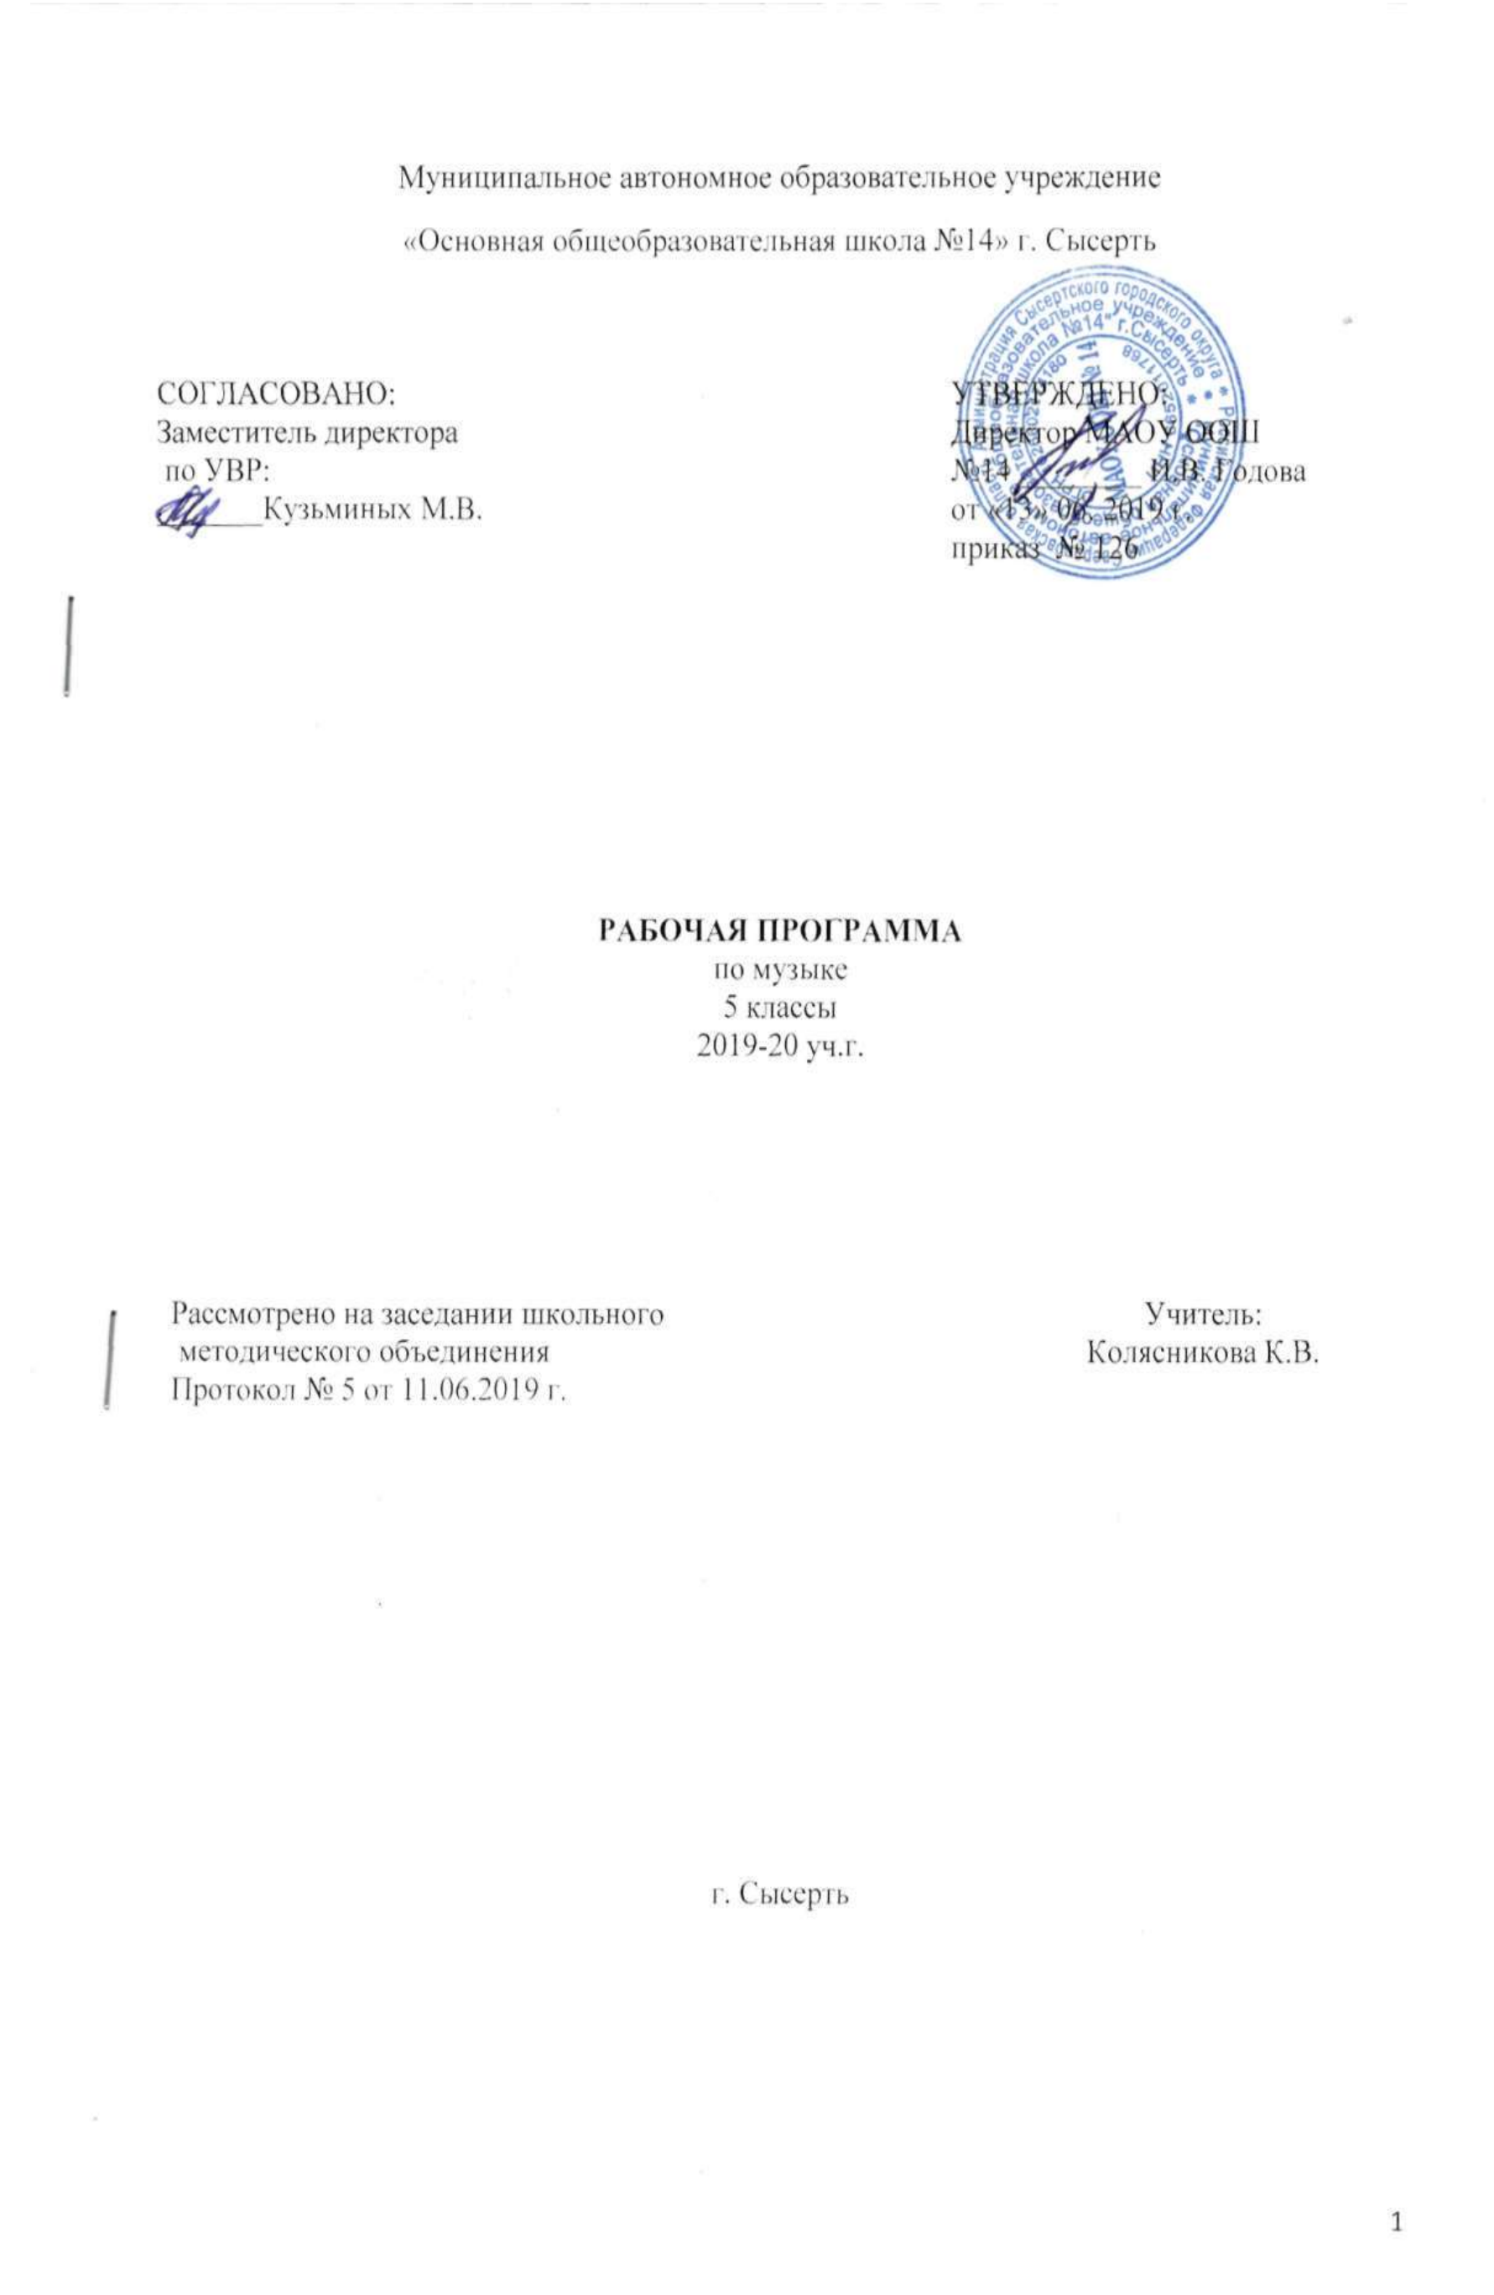 Муниципальное автономное образовательное учреждение
«Основная общеобразовательная школа №14» г. Сысерть
СОГЛАСОВАНО:
Заместитель директора
по УВР:
Кузьминых М.В.
УТВЕРЖДЕНО:
Директор МАОУ ООШ
№14 И.В. Годова
от «13» 06. 2019 г.
приказ № 126
РАБОЧАЯ ПРОГРАММА
по музыке
5 классы
2019-20 уч.г.
Рассмотрено на заседании школьного
методического объединения
Протокол № 5 от 11.06.2019 г.
Учитель:
Колясникова К.В.
г. Сысерть
1